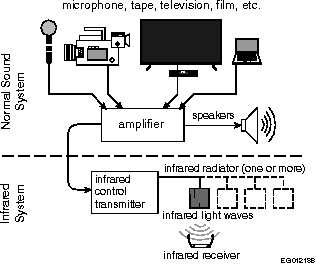 microphone, tape, television, film, etc.
Normal Sound
System
amplifier
speakers
Infrared
System
infrared
control
transmitter
infrared radiator (one or more)
infrared light waves
infrared receiver
EG01213B